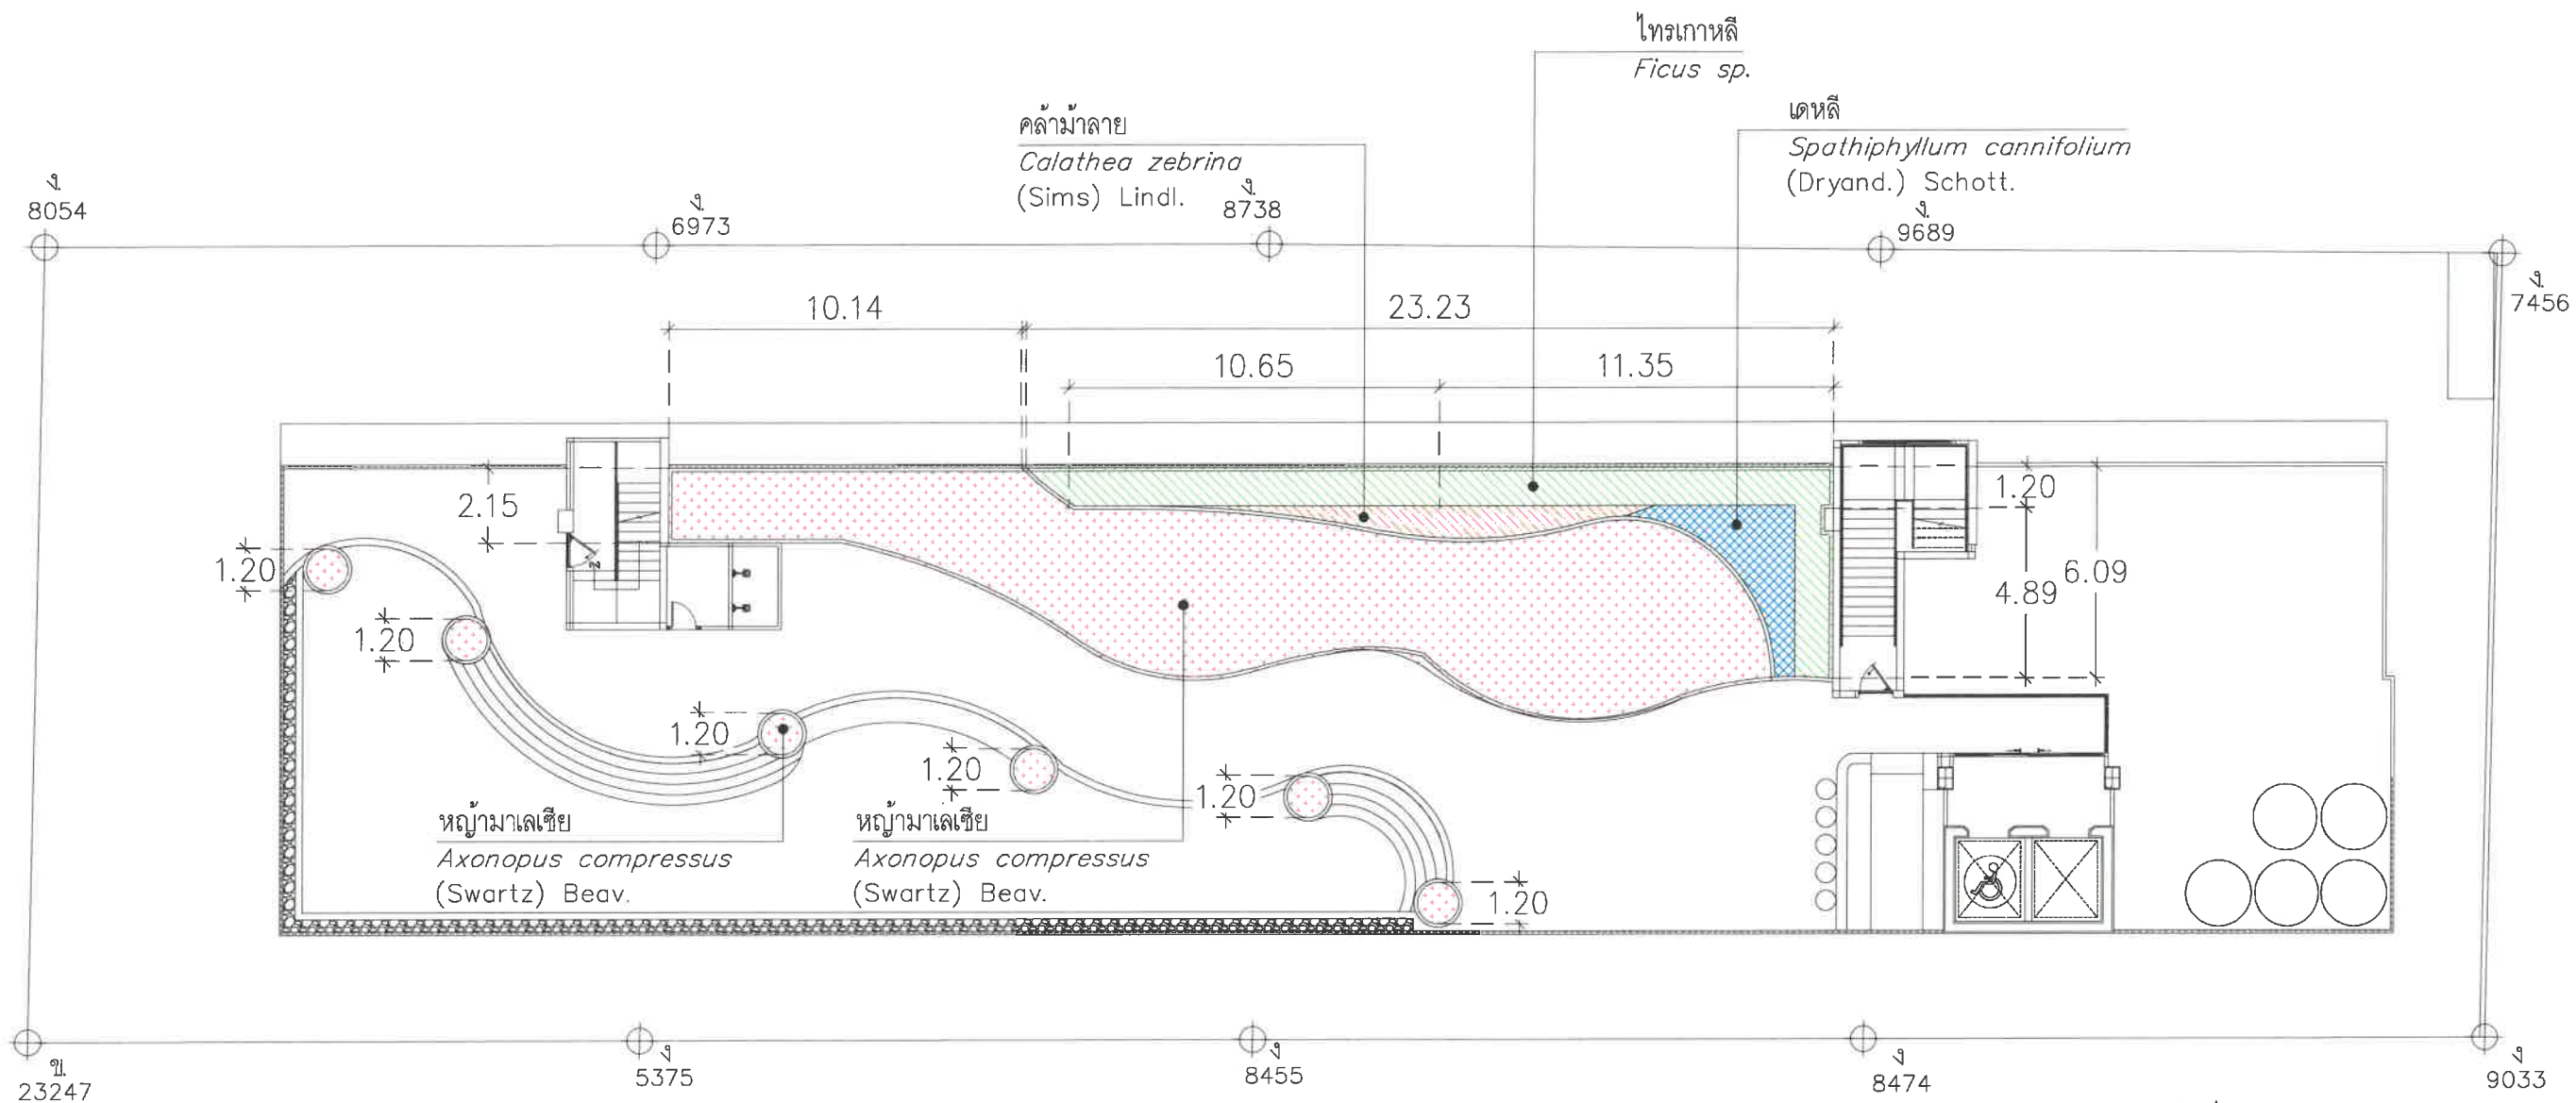 ไทรเกาหลี
Ficus sp.
คล้าม้าลาย
Calathea zebrina
(Sims) Lindl.
เดหลี
Spathiphyllum cannifolium
(Dryand.) Schott.
ง.
8054
ง.
6973
ง.
8738
ง.
9689
ง.
7456
10.14
23.23
10.65
11.35
2.15
1.20
4.89
6.09
1.20
1.20
1.20
1.20
1.20
1.20
หญ้ามาเลเซีย
Axonopus compressus
(Swartz) Beav.
หญ้ามาเลเซีย
Axonopus compressus
(Swartz) Beav.
ข.
23247
ง
5375
ง
8455
ง
8474
ง
9033